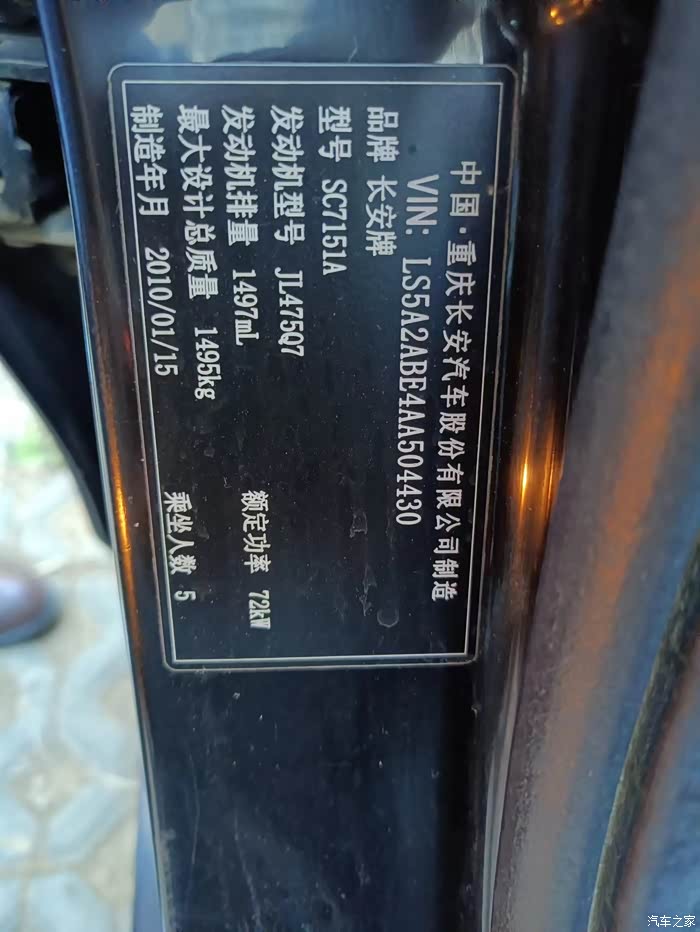 中国·重庆长安汽车股份有限公司制造
VIN: LS5A2ABE4AA504430
品牌 长安牌
型号 SC7151A
发动机型号 JL475Q7
发动机排量 1497mL 额定功率 72kW
最大设计总质量 1495kg
制造年月 2010/01/15 乘坐人数 5
汽车之家